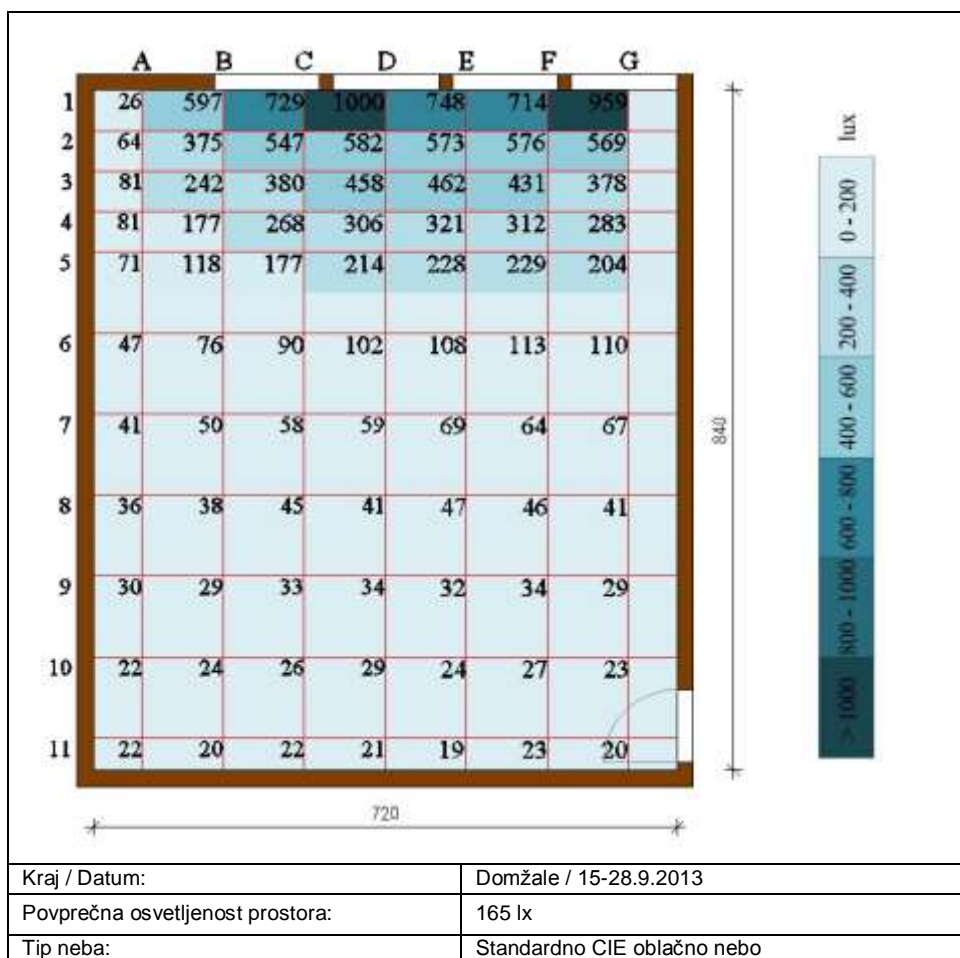 A B C D E F G
1 26 597 729 1000 748 714 959
2 64 375 547 582 573 576 569
3 81 242 380 458 462 431 378
4 81 177 268 306 321 312 283
5 71 118 177 214 228 229 204
6 47 76 90 102 108 113 110
7 41 50 58 59 69 64 67
8 36 38 45 41 47 46 41
9 30 29 33 34 32 34 29
10 22 24 26 29 24 27 23
11 22 20 22 21 19 23 20
720
840
lux
0 - 200
200 - 400
400 - 600
600 - 800
800 - 1000
> 1000
Kraj / Datum: Domžale / 15-28.9.2013
Povprečna osvetljenost prostora: 165 lx
Tip neba: Standardno CIE oblačno nebo